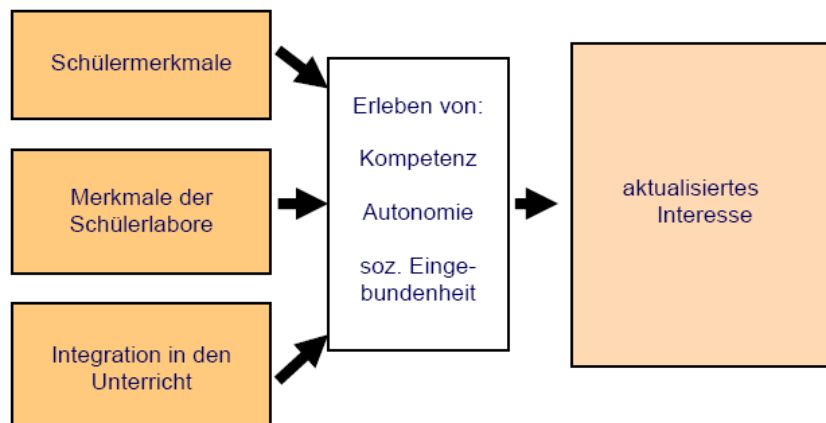 Schülermerkmale
Merkmale der
Schülerlabore
Integration in den
Unterricht
Erleben von:
Kompetenz
Autonomie
soz. Einge-
bundenheit
aktualisiertes
Interesse